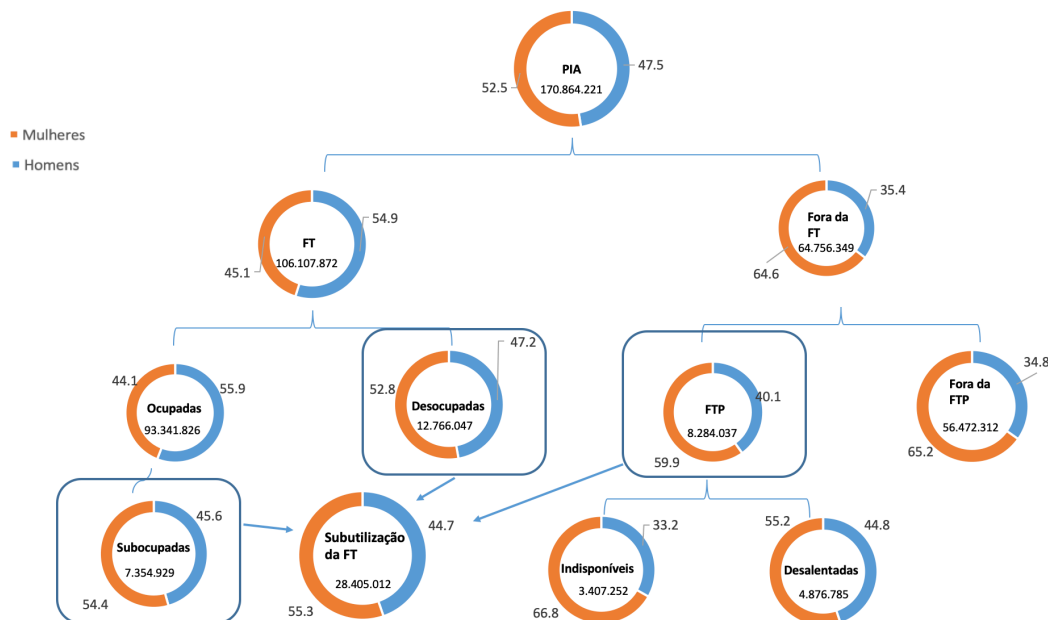 PIA
170.864.221
47.5
52.5
Mulheres
Homens
FT
106.107.872
54.9
45.1
Fora da
FT
64.756.349
35.4
64.6
Ocupadas
93.341.826
44.1
55.9
Desocupadas
12.766.047
52.8
47.2
FTP
8.284.037
40.1
59.9
Fora da
FTP
56.472.312
34.8
65.2
Subocupadas
7.354.929
45.6
54.4
Subutilização
da FT
28.405.012
44.7
55.3
Indisponíveis
3.407.252
33.2
66.8
Desalentadas
4.876.785
55.2
44.8